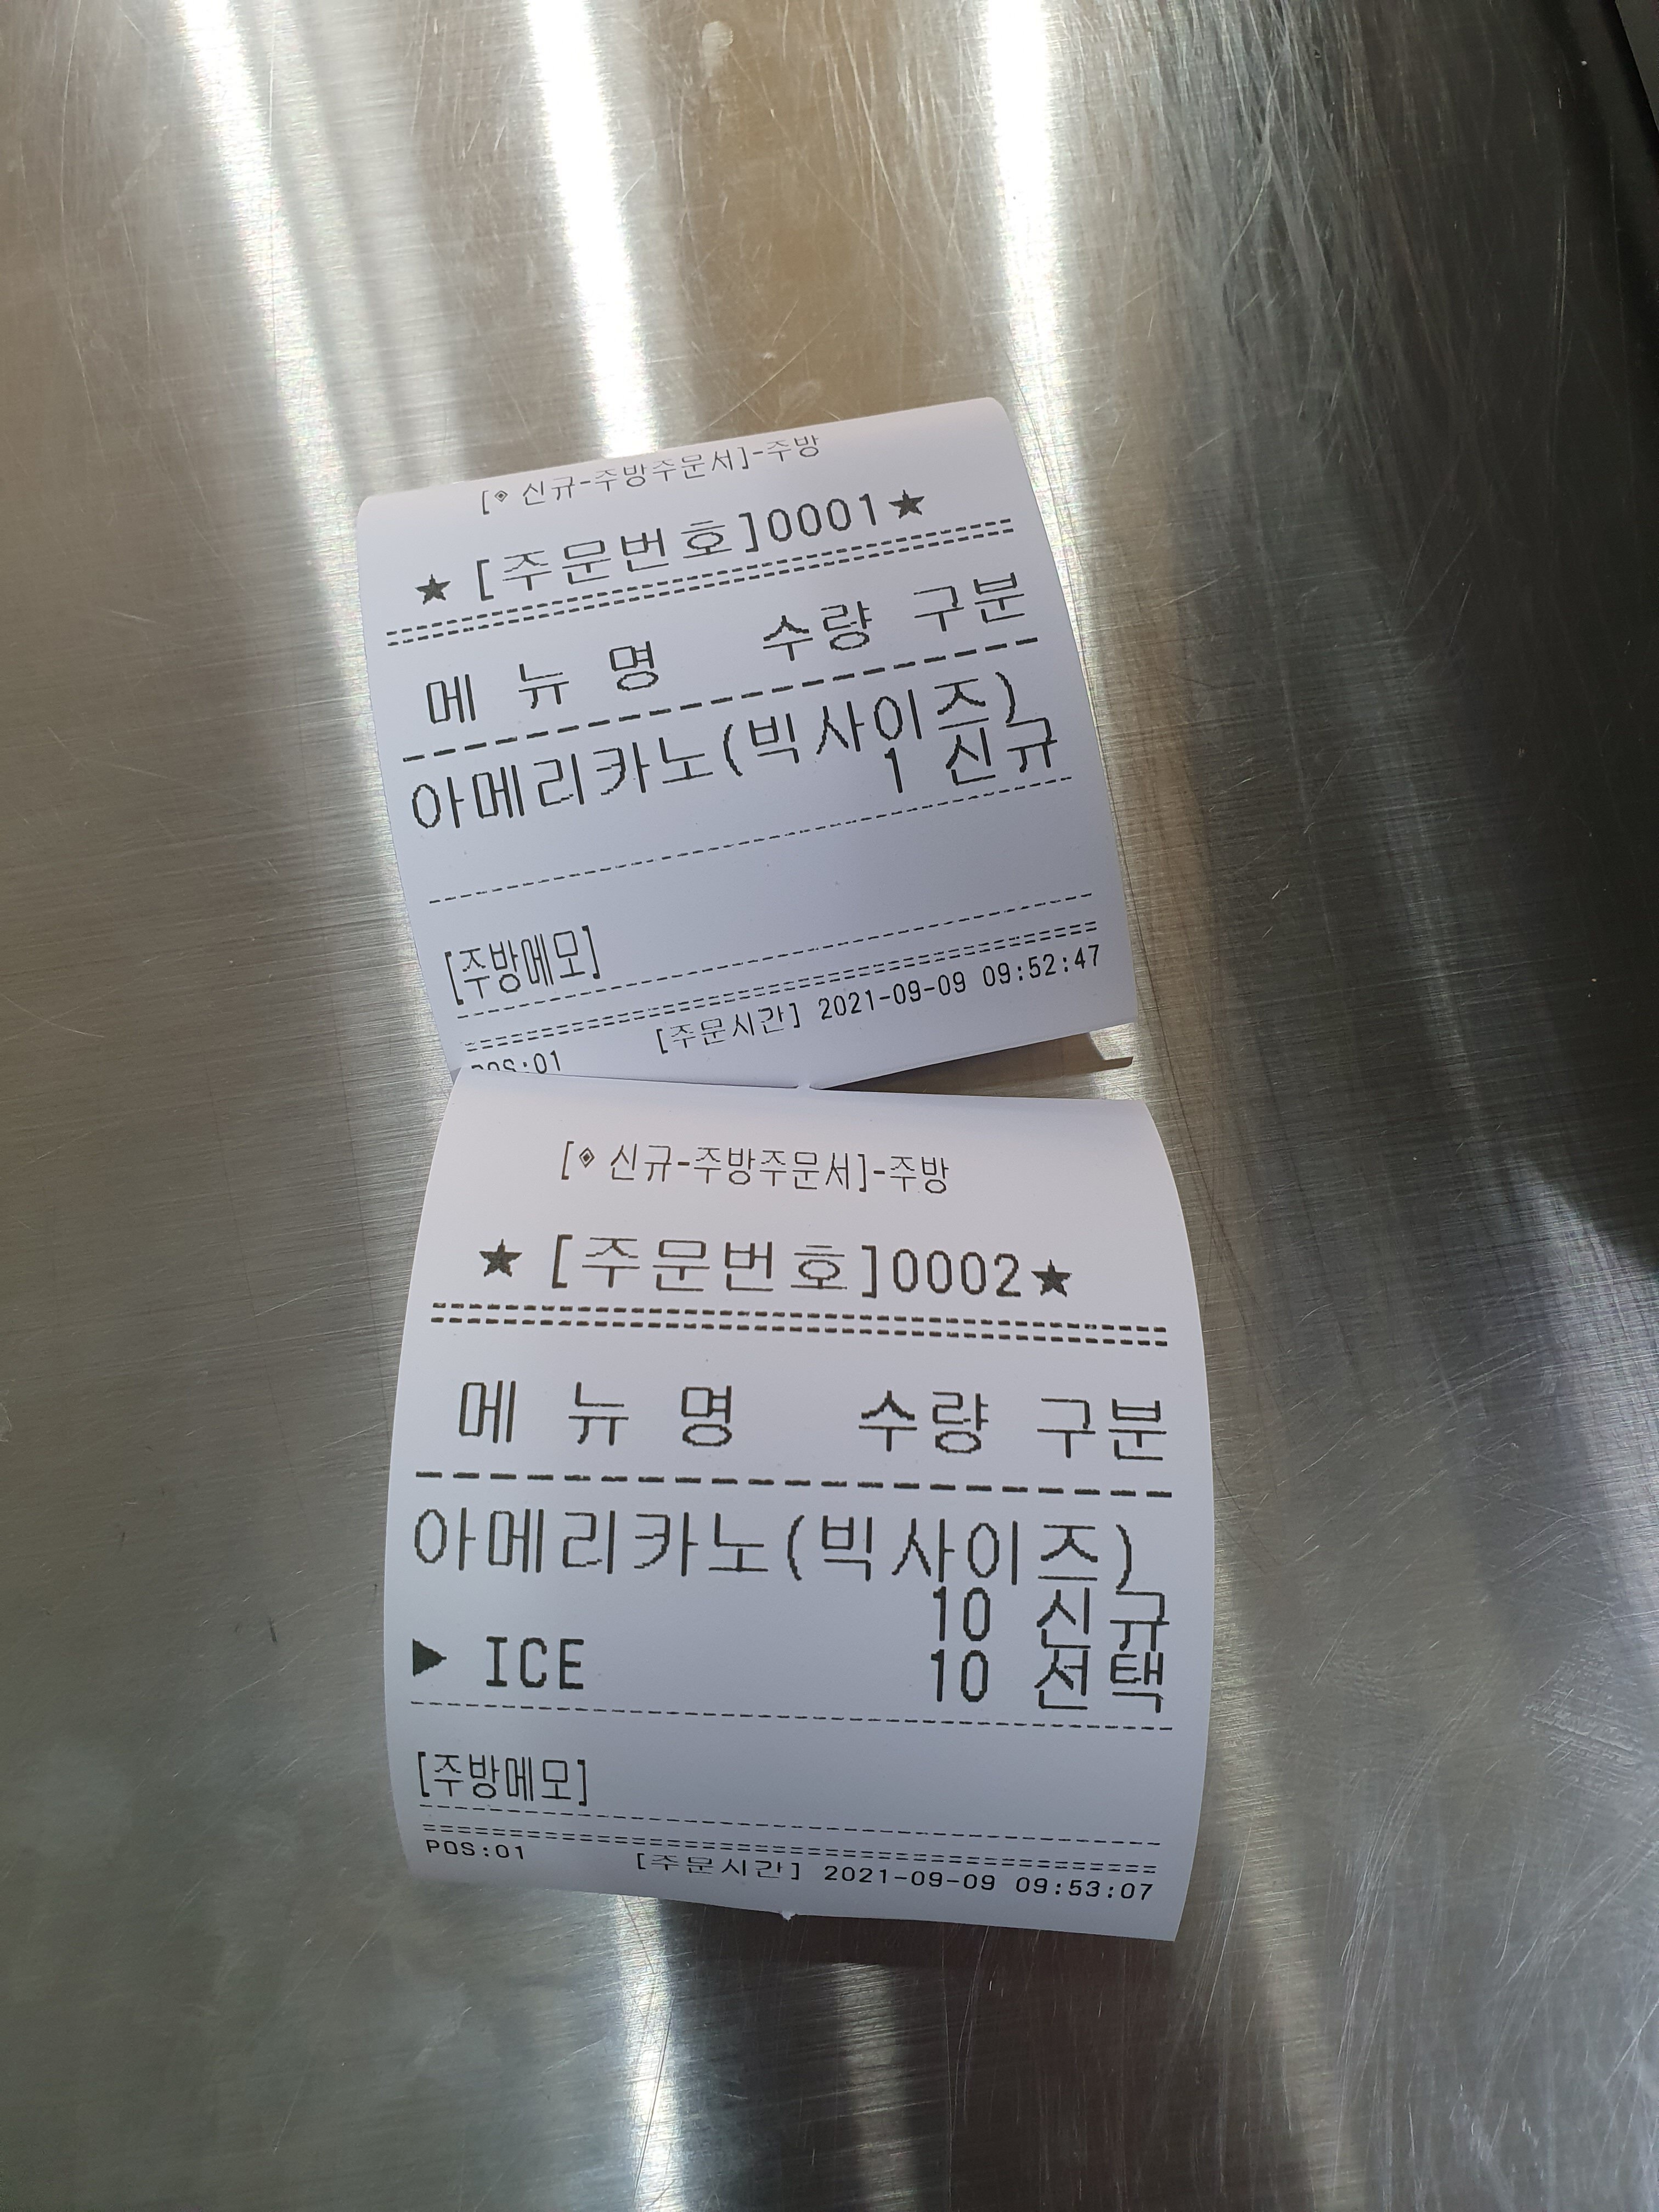 [◈ 신규-주방주문서]-주방
★ [주문번호]0001★
메 뉴 명 수량 구분
아메리카노(빅사이즈)_
1 신규
[주방메모]
[주문시간] 2021-09-09 09:52:47
POS:01
[◈ 신규-주방주문서]-주방
★ [주문번호]0002★
메 뉴 명 수량 구분
아메리카노(빅사이즈)_
10 신규
▶ ICE 10 선택
[주방메모]
POS:01 [주문시간] 2021-09-09 09:53:07